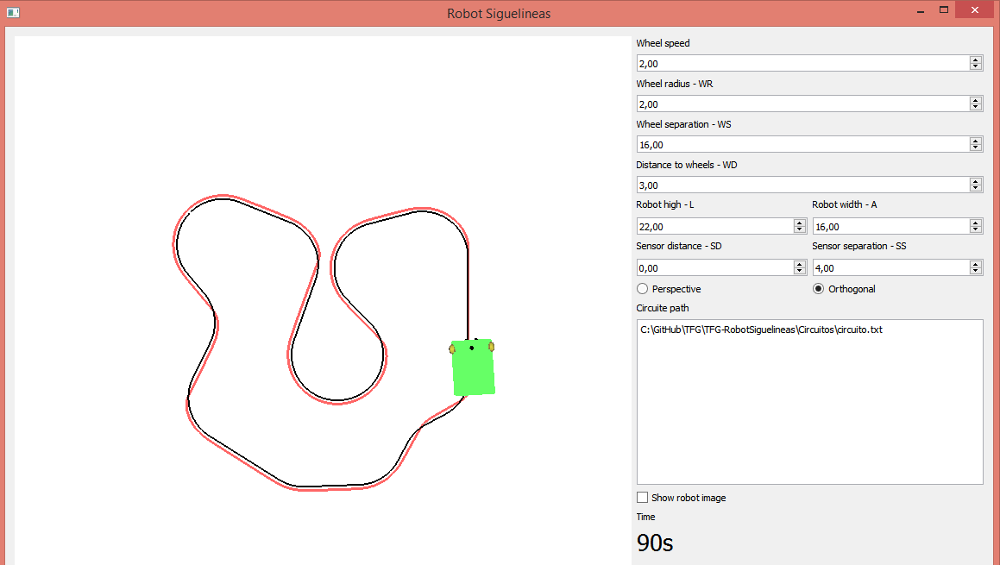 Robot Siguelineas
Wheel speed
2,00
Wheel radius - WR
2,00
Wheel separation - WS
16,00
Distance to wheels - WD
3,00
Robot high - L
Robot width - A
22,00
16,00
Sensor distance - SD
Sensor separation - SS
0,00
4,00
Perspective
Orthogonal
Circuite path
C:\GitHub\TFG\TFG-RobotSiguelineas\Circuitos\circuito.txt
Show robot image
Time
90s